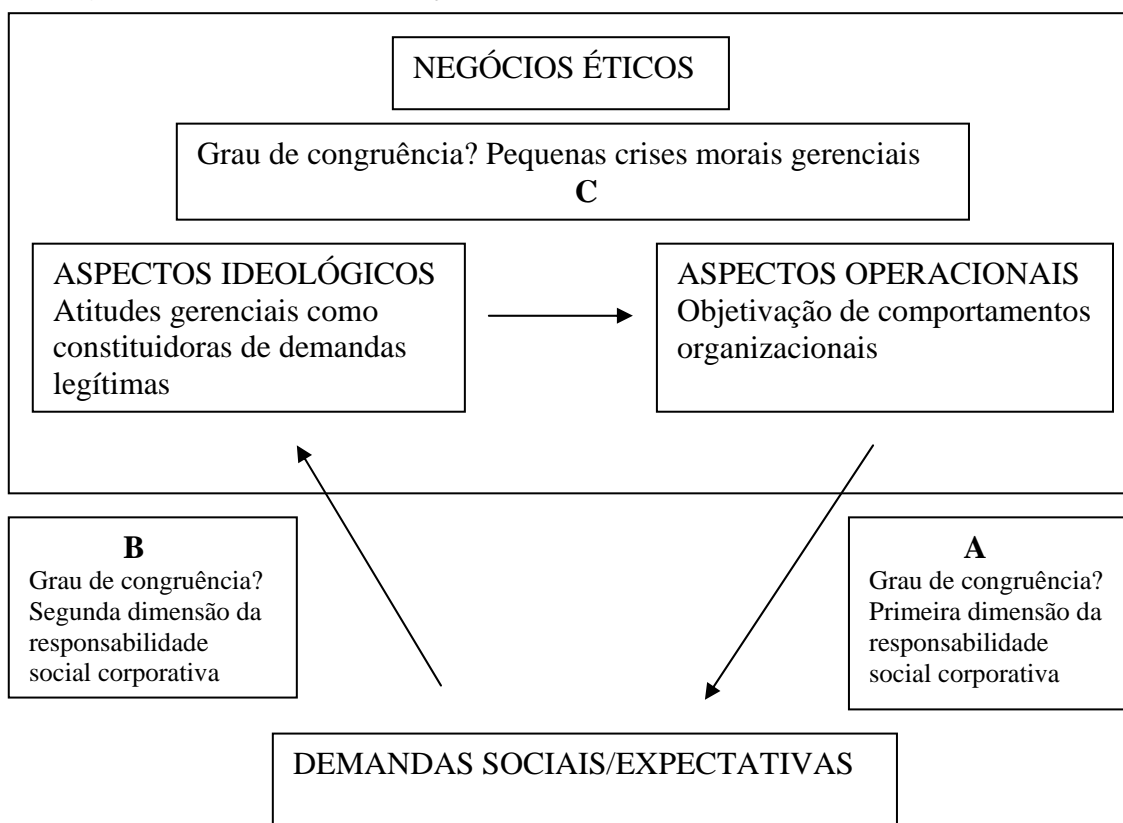 NEGÓCIOS ÉTICOS
Grau de congruência? Pequenas crises morais gerenciais
C
ASPECTOS IDEOLÓGICOS
Atitudes gerenciais como
constituidoras de demandas
legítimas
ASPECTOS OPERACIONAIS
Objetivação de comportamentos
organizacionais
B
Grau de congruência?
Segunda dimensão da
responsabilidade
social corporativa
A
Grau de congruência?
Primeira dimensão da
responsabilidade
social corporativa
DEMANDAS SOCIAIS/EXPECTATIVAS